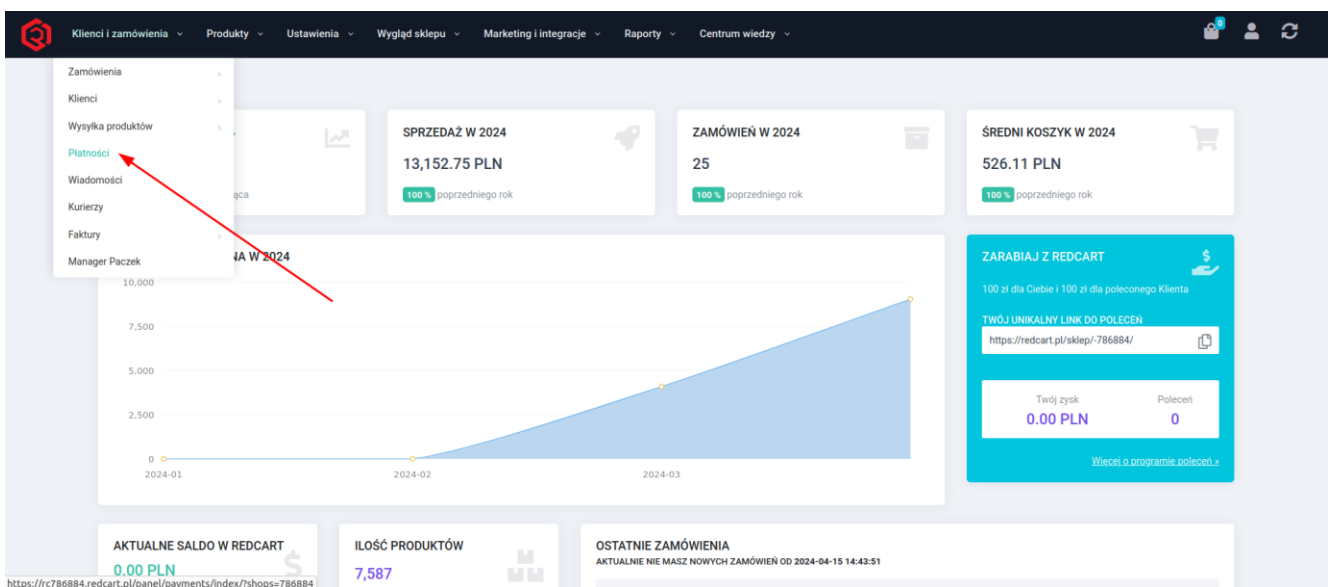 Klienci i zamówienia Produkty Ustawienia Wygląd sklepu Marketing i integracje Raporty Centrum wiedzy 0
Zamówienia
Klienci
Wysyłka produktów
Płatności
Wiadomości
Kurierzy
Faktury
Manager Paczek
SPRZEDAŻ W 2024
13,152.75 PLN
100 % poprzedniego rok
ZAMÓWIEŃ W 2024
25
100 % poprzedniego rok
ŚREDNI KOSZYK W 2024
526.11 PLN
100 % poprzedniego rok
W 2024
10,000
7,500
5,000
2,500
0
2024-01 2024-02 2024-03
ZARABIAJ Z REDCART
100 zł dla Ciebie i 100 zł dla poleconego Klienta
TWÓJ UNIKALNY LINK DO POLECEŃ
https://redcart.pl/sklep/-786884/
Twój zysk Poleceń
0.00 PLN 0
Więcej o programie poleceń »
AKTUALNE SALDO W REDCART
0.00 PLN
ILOŚĆ PRODUKTÓW
7,587
OSTATNIE ZAMÓWIENIA
AKTUALNIE NIE MASZ NOWYCH ZAMÓWIEŃ OD 2024-04-15 14:43:51
https://rc786884.redcart.pl/panel/payments/index/?shops=786884